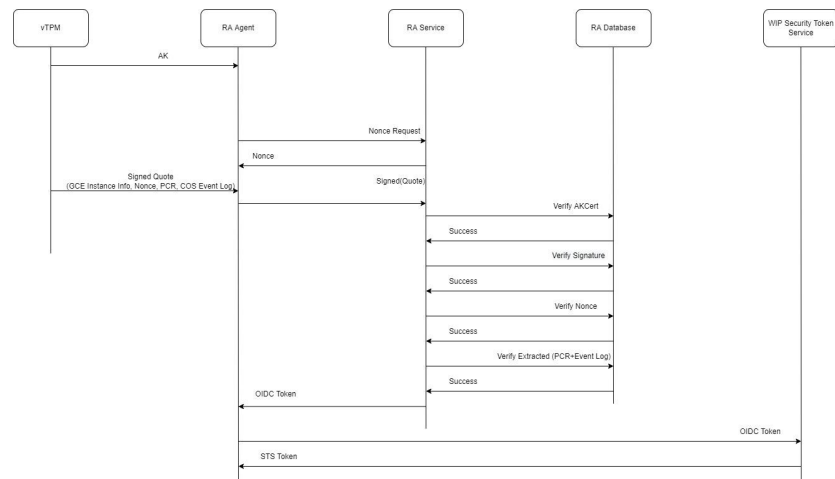 vTPM
RA Agent
RA Service
RA Database
WIP Security Token
Service
AK
Nonce Request
Nonce
Signed Quote
(GCE Instance Info, Nonce, PCR, COS Event Log)
Signed(Quote)
Verify AKCert
Success
Verify Signature
Success
Verify Nonce
Success
Verify Extracted (PCR+Event Log)
Success
OIDC Token
OIDC Token
STS Token